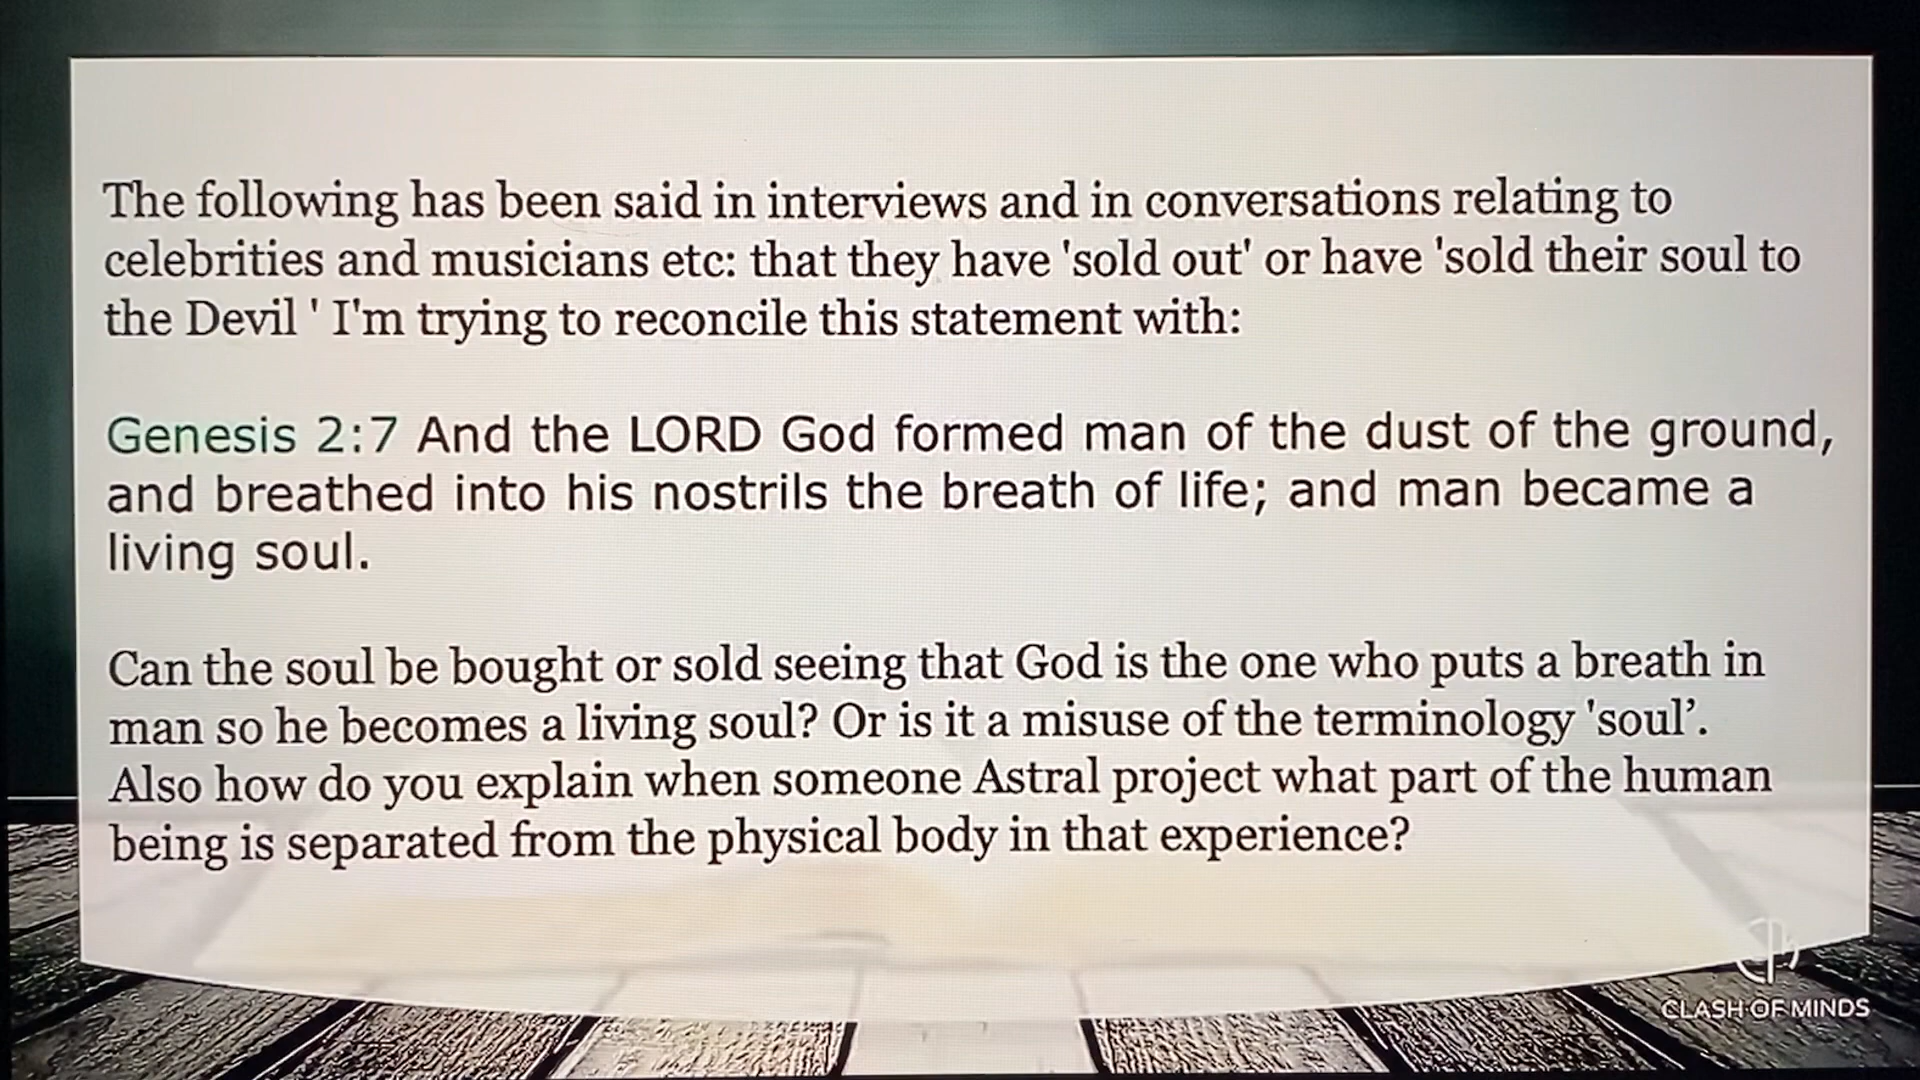 The following has been said in interviews and in conversations relating to
celebrities and musicians etc: that they have 'sold out' or have 'sold their soul to
the Devil ' I'm trying to reconcile this statement with:
Genesis 2:7 And the LORD God formed man of the dust of the ground,
and breathed into his nostrils the breath of life; and man became a
living soul.
Can the soul be bought or sold seeing that God is the one who puts a breath in
man so he becomes a living soul? Or is it a misuse of the terminology 'soul’.
Also how do you explain when someone Astral project what part of the human
being is separated from the physical body in that experience?
CLASH OF MINDS